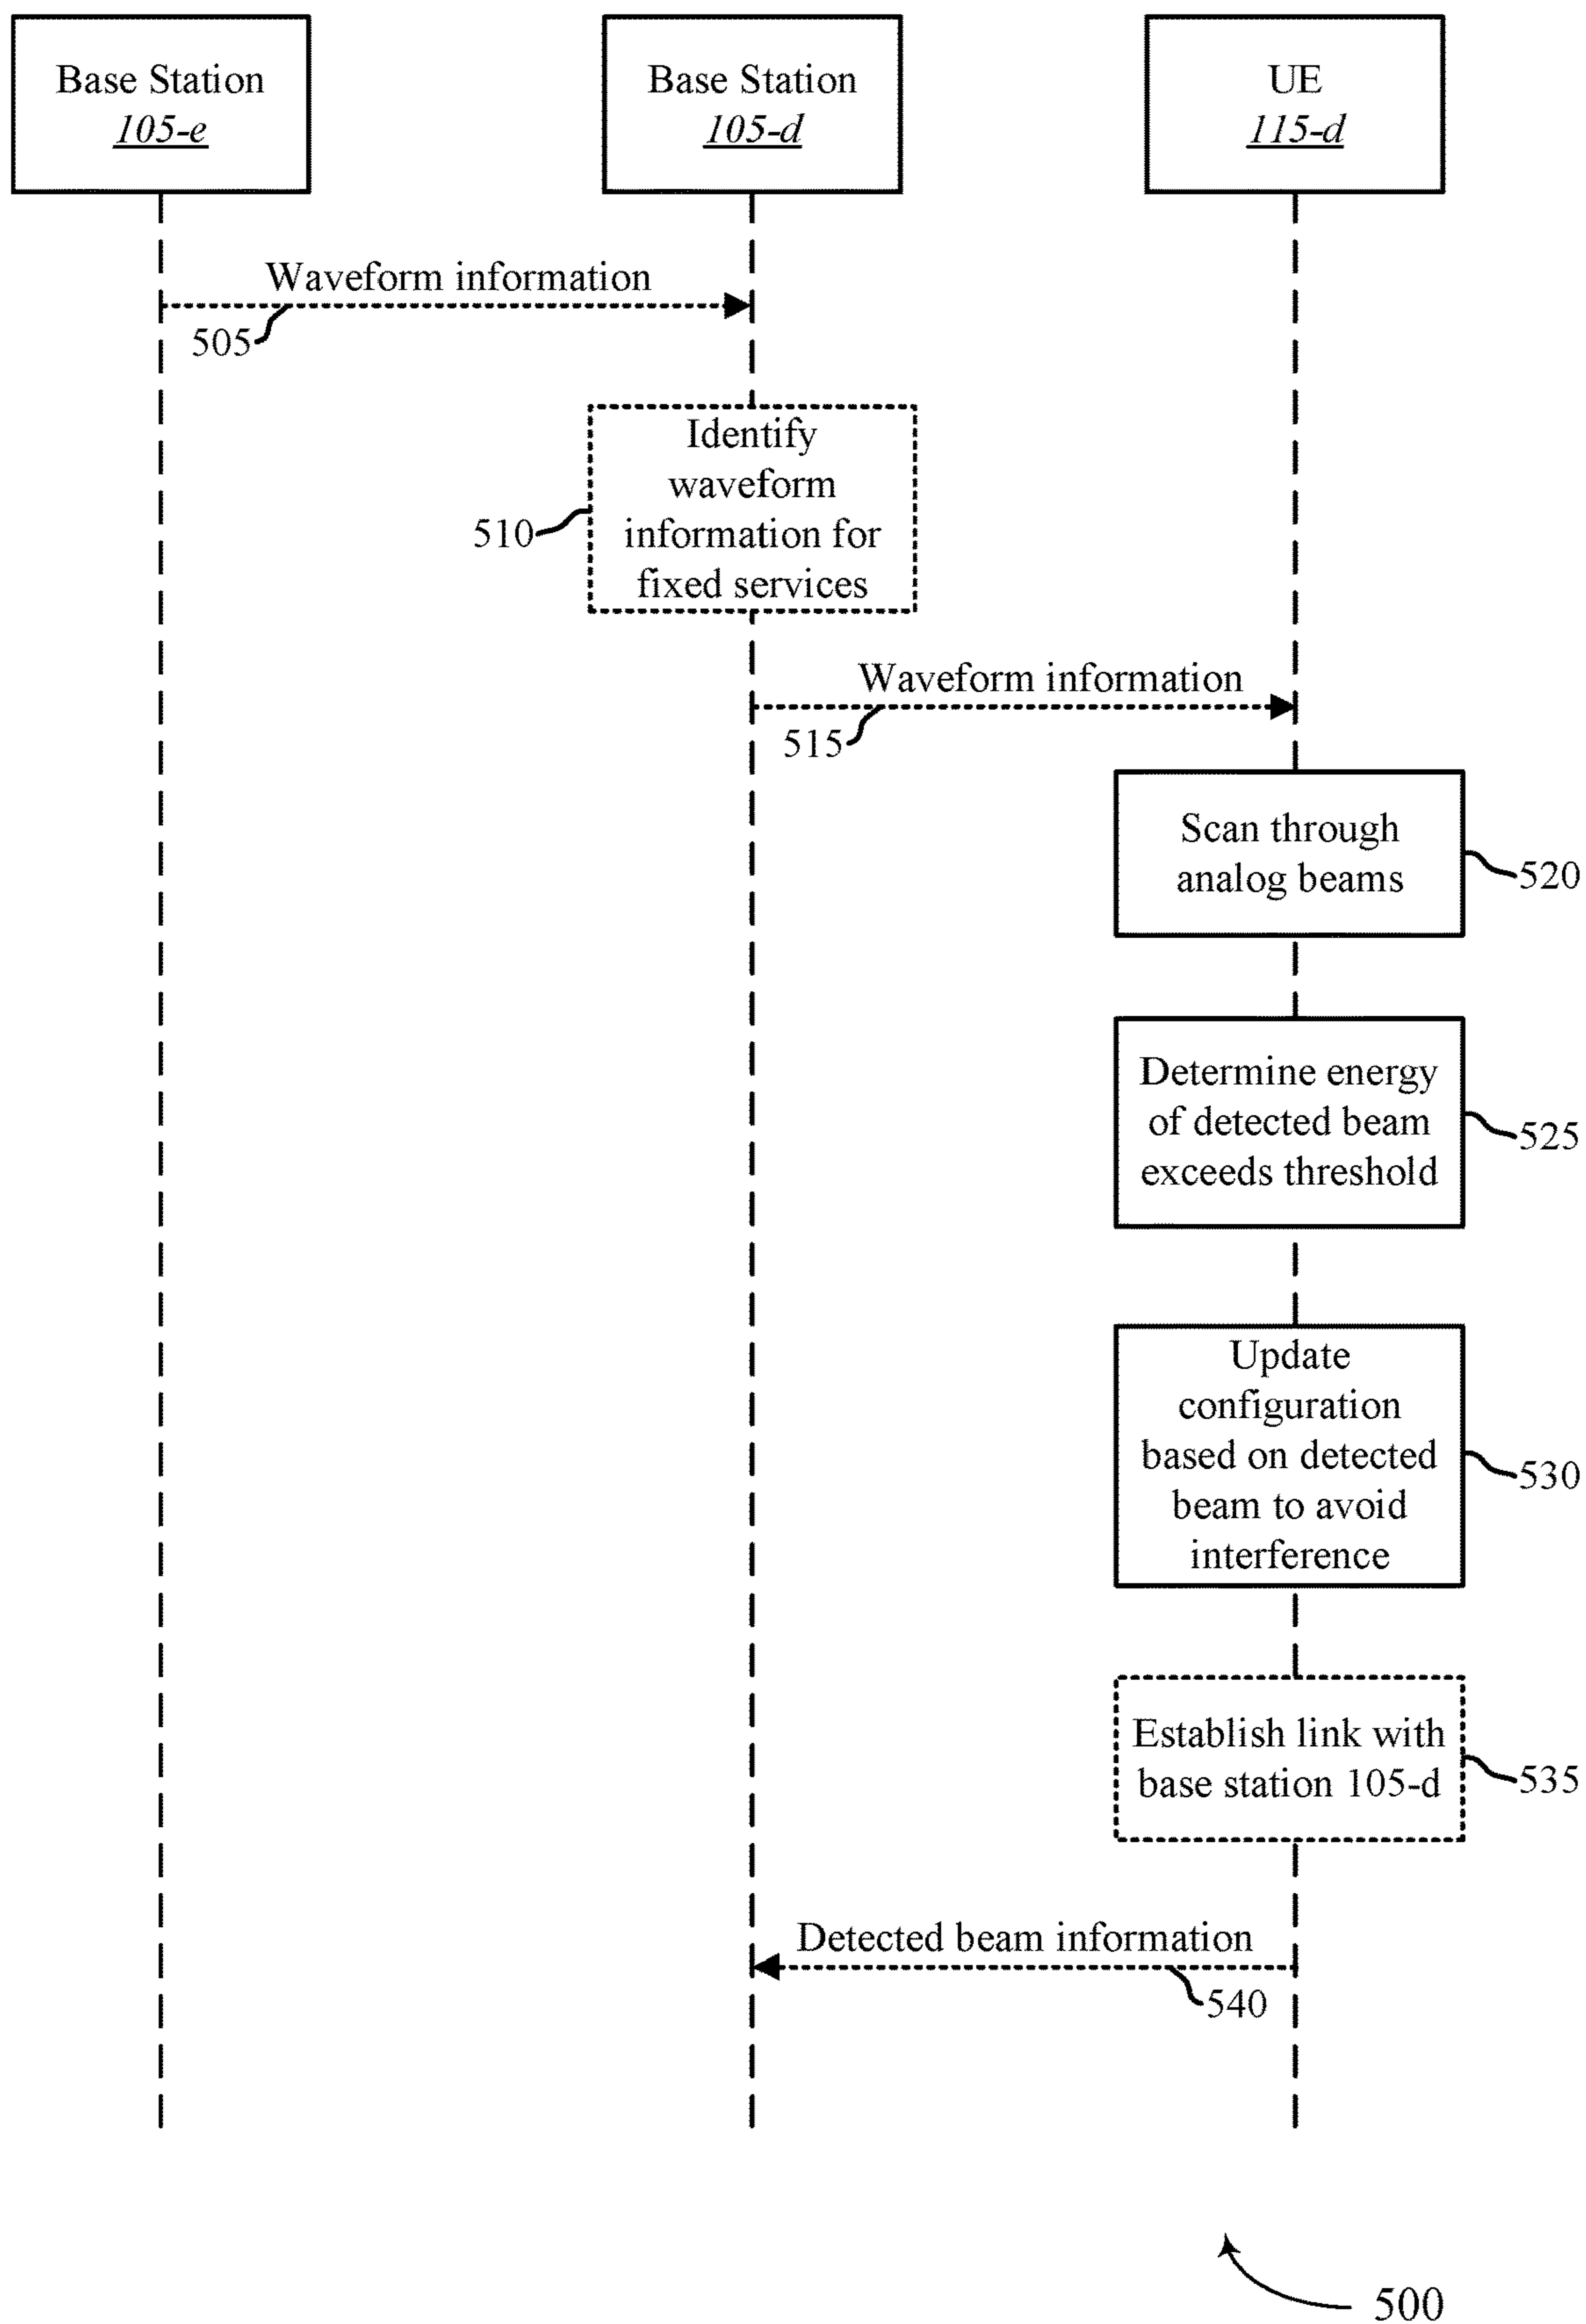 Base Station
105-e
Base Station
105-d
UE
115-d
Waveform information
505
Identify
waveform
information for
fixed services
510
Waveform information
515
Scan through
analog beams
520
Determine energy
of detected beam
exceeds threshold
525
Update
configuration
based on detected
beam to avoid
interference
530
Establish link with
base station 105-d
535
Detected beam information
540
500